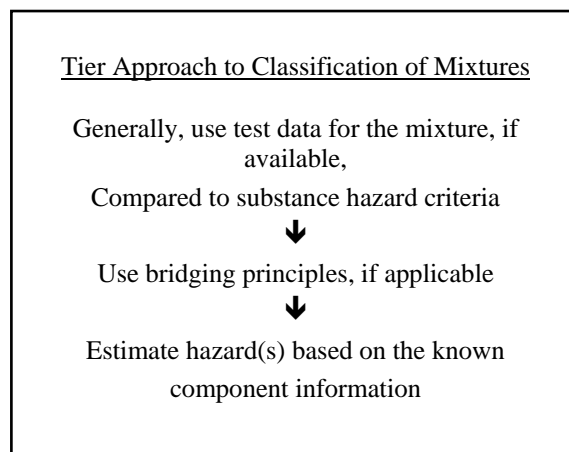 Tier Approach to Classification of Mixtures
Generally, use test data for the mixture, if
available,
Compared to substance hazard criteria
Use bridging principles, if applicable
Estimate hazard(s) based on the known
component information